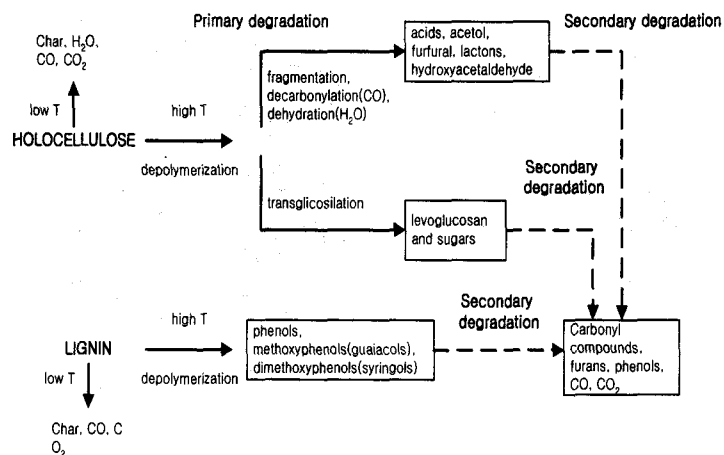 Primary degradation
Secondary degradation
Char, H₂O,
CO, CO₂
acids, acetol,
furfural, lactons,
hydroxyacetaldehyde
fragmentation,
decarbonylation(CO),
dehydration(H₂O)
low T
high T
HOLOCELLULOSE
depolymerization
Secondary
degradation
transglicosilation
levoglucosan
and sugars
high T
Secondary
degradation
LIGNIN
phenols,
methoxyphenols(guaiacols),
dimethoxyphenols(syringols)
Carbonyl
compounds,
furans, phenols,
CO, CO₂
low T
depolymerization
Char, CO, C
O₂